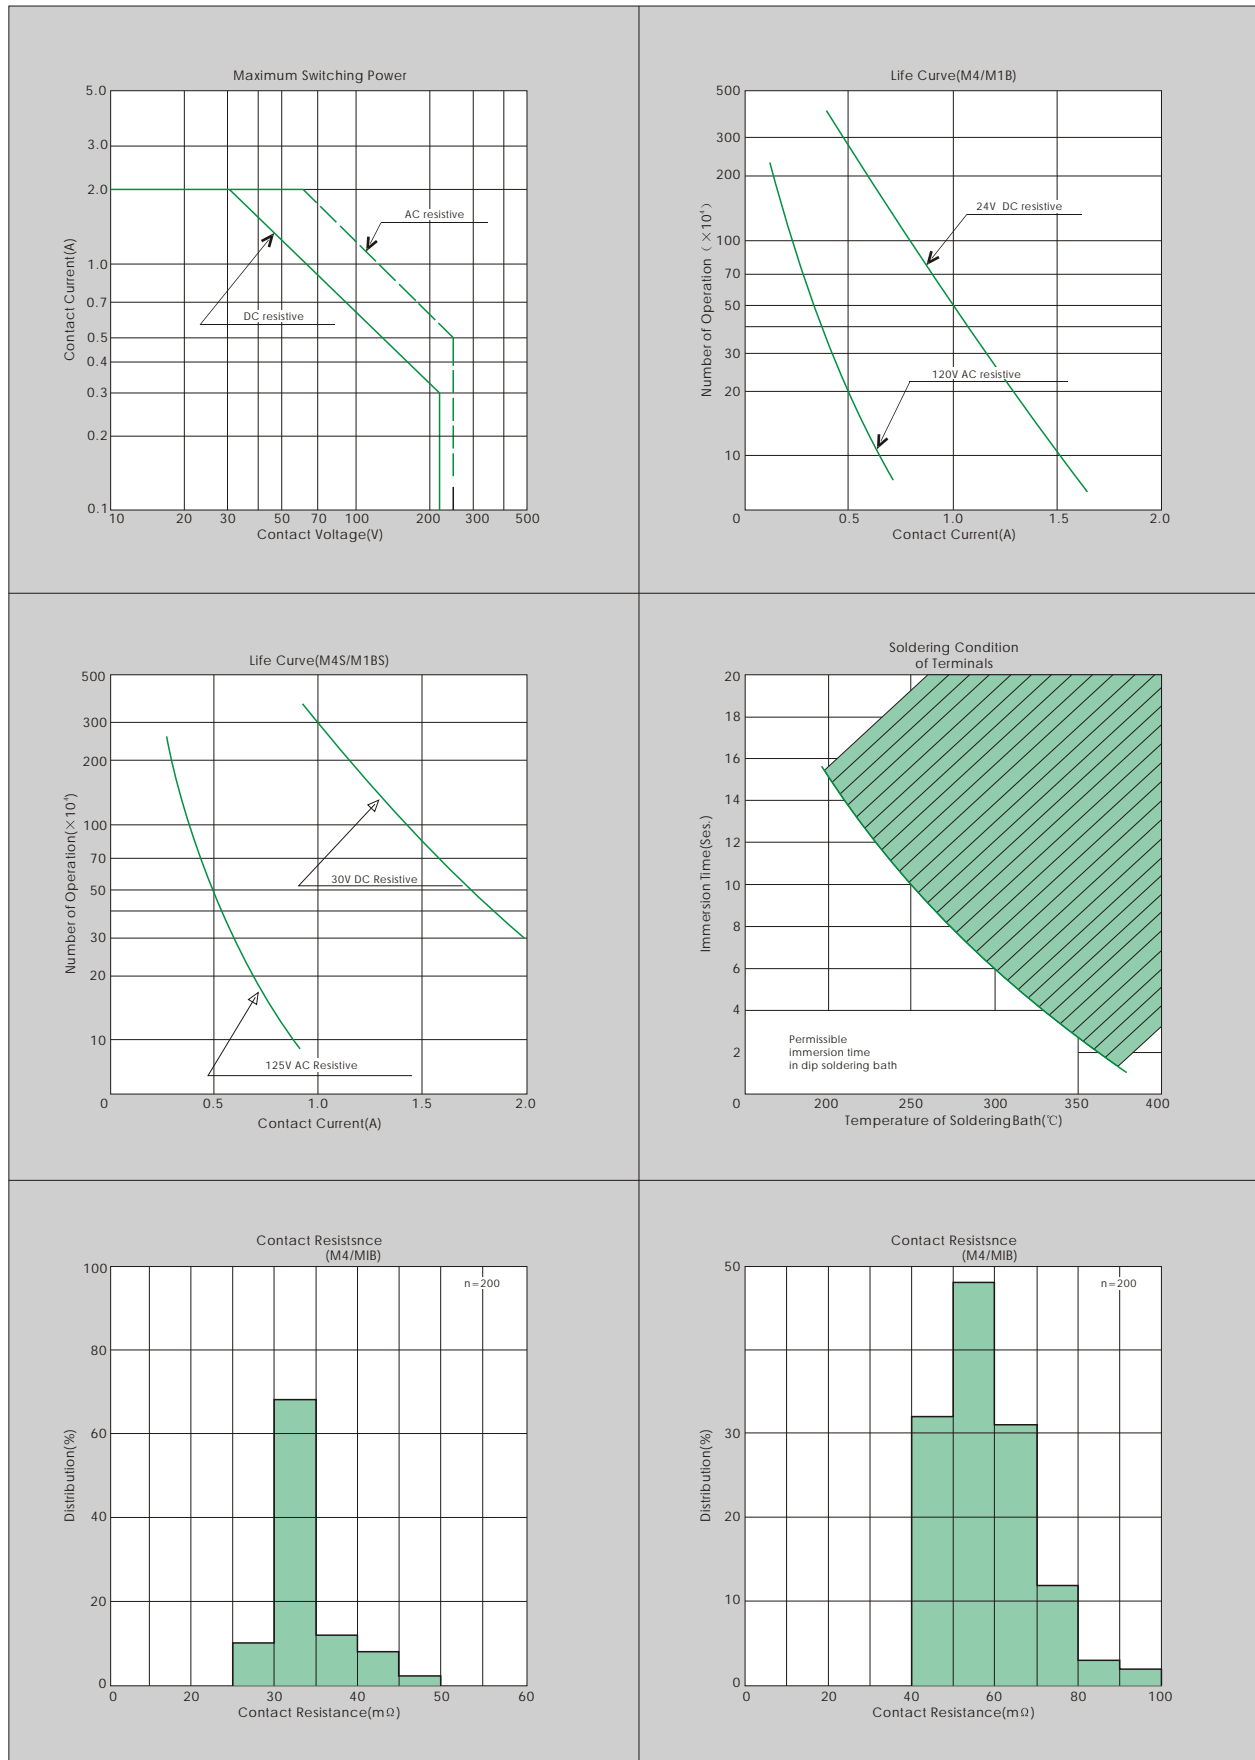 Maximum Switching Power
5.0
3.0
2.0
1.0
0.7
0.5
0.4
0.3
0.2
0.1
Contact Current(A)
AC resistive
DC resistive
10 20 30 50 70 100 200 300 500
Contact Voltage(V)
Life Curve(M4/M1B)
500
300
200
100
70
50
30
20
10
Number of Operation (×10⁴)
24V DC resistive
120V AC resistive
0 0.5 1.0 1.5 2.0
Contact Current(A)
Life Curve(M4S/M1BS)
500
300
200
100
70
50
30
20
10
Number of Operation(×10⁴)
30V DC Resistive
125V AC Resistive
0 0.5 1.0 1.5 2.0
Contact Current(A)
Soldering Condition
of Terminals
20
18
16
14
12
10
8
6
4
2
Immersion Time(Ses.)
Permissible
immersion time
in dip soldering bath
0 200 250 300 350 400
Temperature of Soldering Bath(℃)
Contact Resistsnce
(M4/MIB)
100
80
60
40
20
0
Distribution(%)
n=200
0 20 30 40 50 60
Contact Resistance(mΩ)
Contact Resistsnce
(M4/MIB)
50
30
20
10
0
Distribution(%)
n=200
0 20 40 60 80 100
Contact Resistance(mΩ)